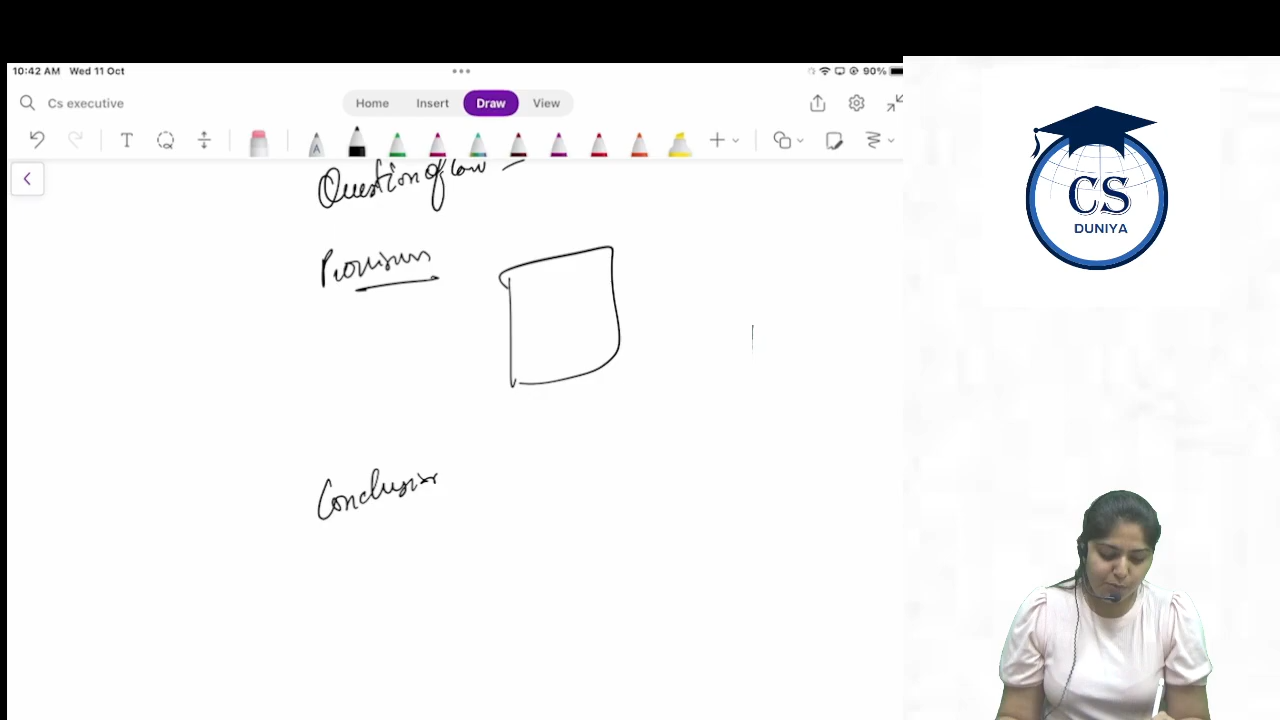 10:42 AM Wed 11 Oct
90%
Cs executive
Home Insert Draw View
T
A
Question of law -
Provision
Conclusion
CS
DUNIYA